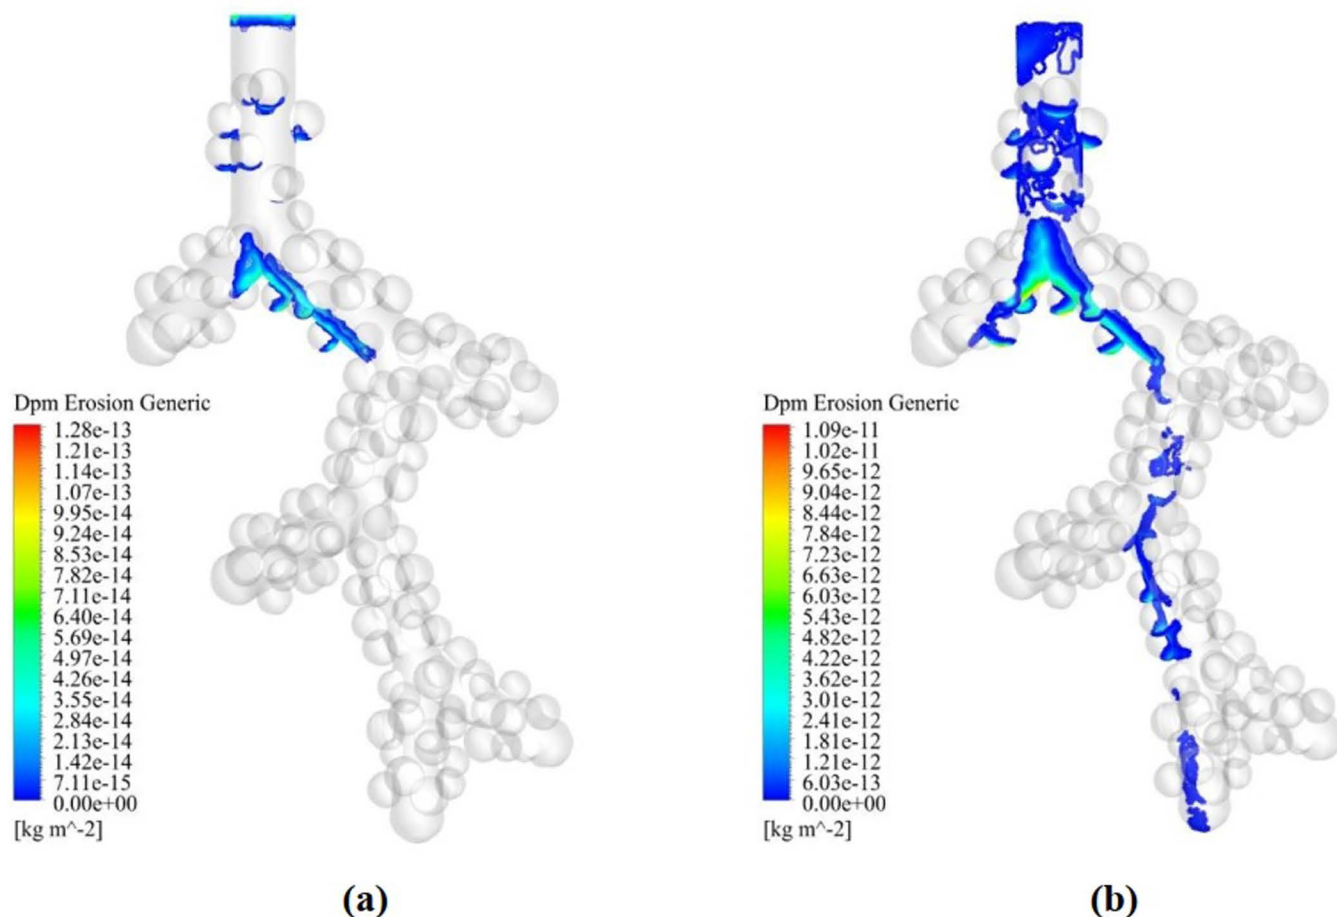 Dpm Erosion Generic
1.28e-13
1.21e-13
1.14e-13
1.07e-13
9.95e-14
9.24e-14
8.53e-14
7.82e-14
7.11e-14
6.40e-14
5.69e-14
4.97e-14
4.26e-14
3.55e-14
2.84e-14
2.13e-14
1.42e-14
7.11e-15
0.00e+00
[kg m^-2]
(a)
Dpm Erosion Generic
1.09e-11
1.02e-11
9.65e-12
9.04e-12
8.44e-12
7.84e-12
7.23e-12
6.63e-12
6.03e-12
5.43e-12
4.82e-12
4.22e-12
3.62e-12
3.01e-12
2.41e-12
1.81e-12
1.21e-12
6.03e-13
0.00e+00
[kg m^-2]
(b)